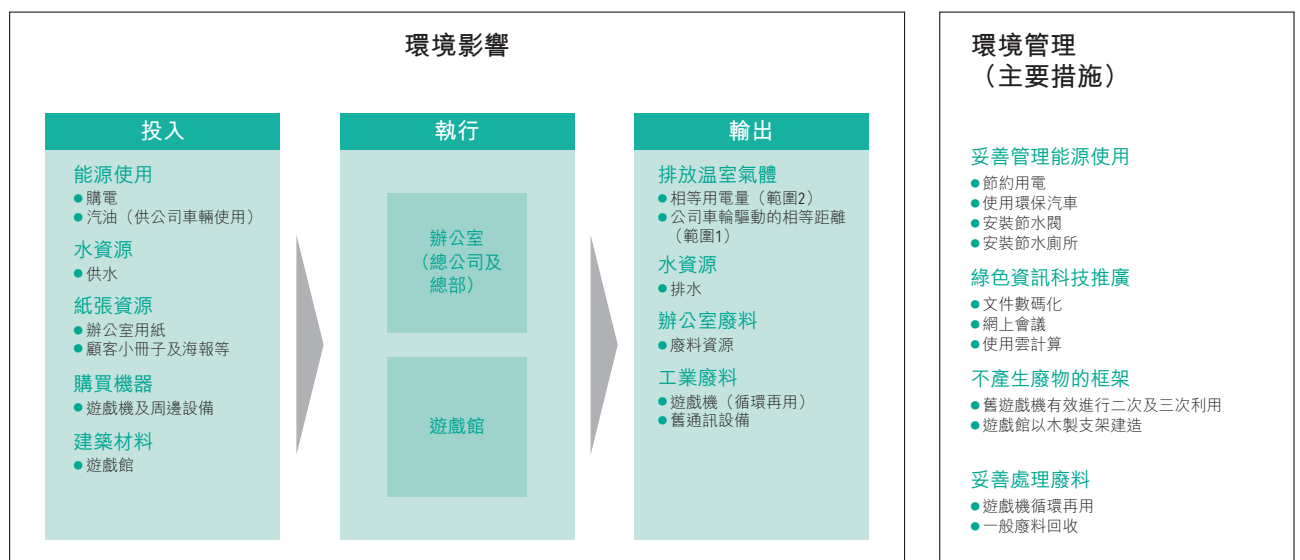 環境影響
投入
能源使用
●購電
●汽油（供公司車輛使用）
水資源
●供水
紙張資源
●辦公室用紙
●顧客小冊子及海報等
購買機器
●遊戲機及周邊設備
建築材料
●遊戲館
執行
辦公室
（總公司及
總部）
遊戲館
輸出
排放温室氣體
●相等用電量（範圍2）
●公司車輪驅動的相等距離
（範圍1）
水資源
●排水
辦公室廢料
●廢料資源
工業廢料
●遊戲機（循環再用）
●舊通訊設備
環境管理
（主要措施）
妥善管理能源使用
●節約用電
●使用環保汽車
●安裝節水閥
●安裝節水廁所
綠色資訊科技推廣
●文件數碼化
●網上會議
●使用雲計算
不產生廢物的框架
●舊遊戲機有效進行二次及三次利用
●遊戲館以木製支架建造
妥善處理廢料
●遊戲機循環再用
●一般廢料回收